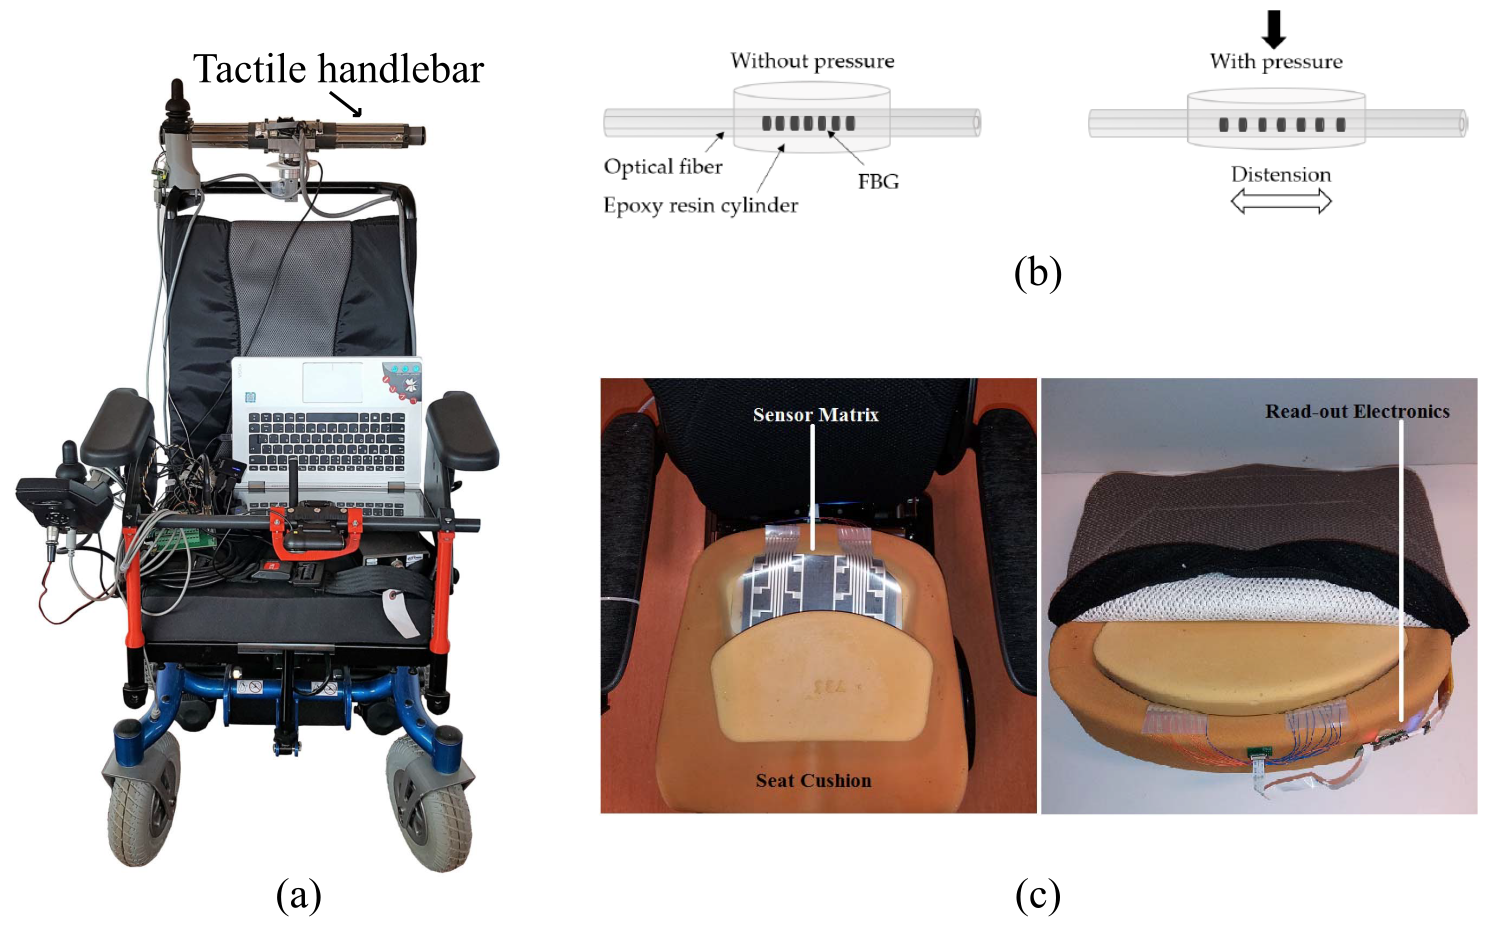 Tactile handlebar
(a)
Without pressure
Optical fiber
Epoxy resin cylinder
FBG
With pressure
Distension
(b)
Sensor Matrix
Seat Cushion
Read-out Electronics
(c)